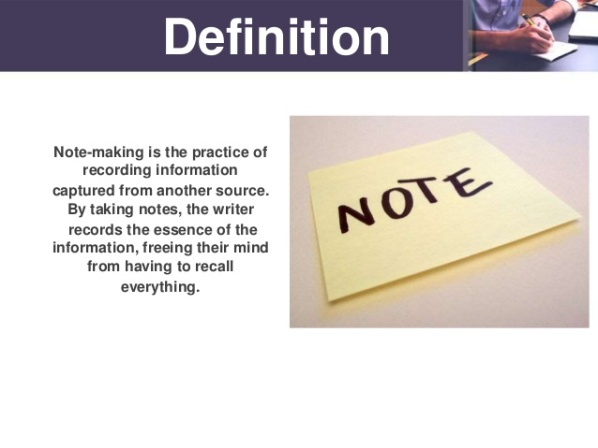 Definition
Note-making is the practice of
recording information
captured from another source.
By taking notes, the writer
records the essence of the
information, freeing their mind
from having to recall
everything.
NOTE